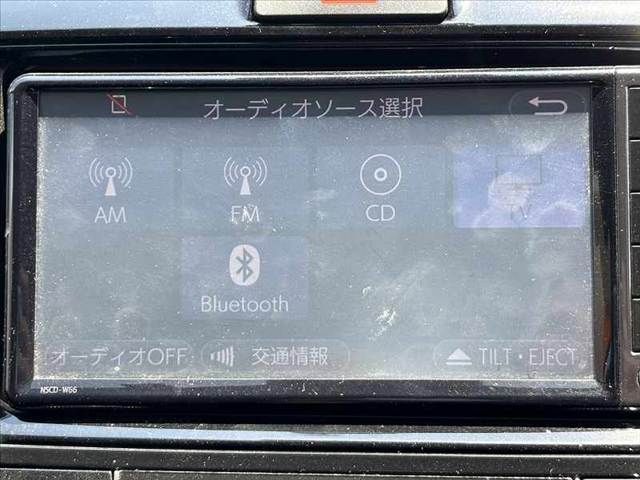 オーディオソース選択
AM
FM
CD
TV
Bluetooth
オーディオOFF
交通情報
TILT・EJECT
NSCD-W66